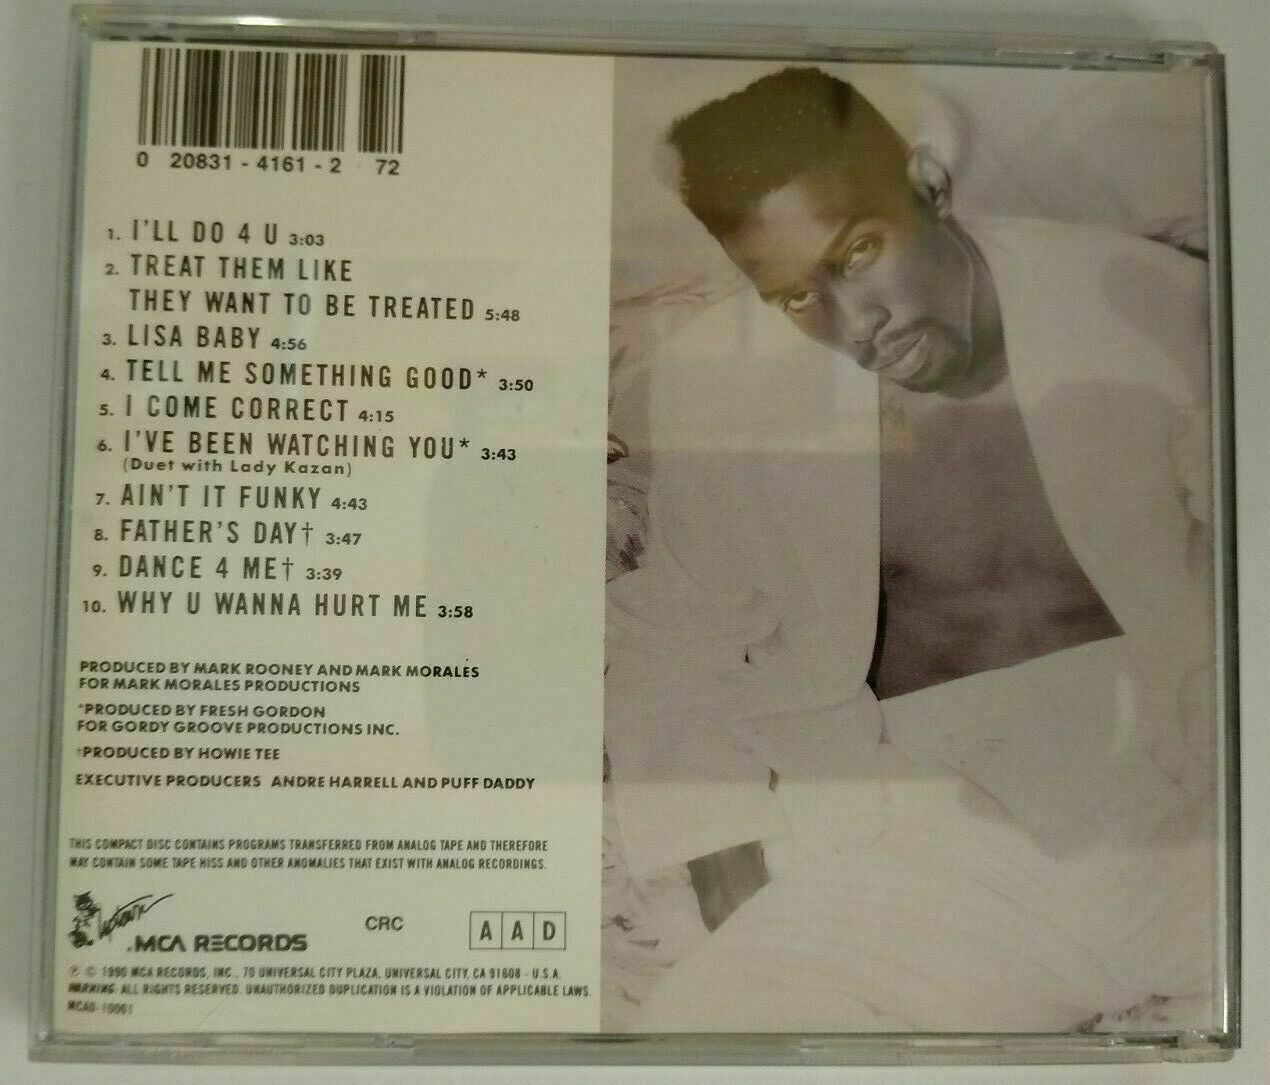 0 20831 - 4161 - 2 72
1. I'LL DO 4 U 3:03
2. TREAT THEM LIKE
THEY WANT TO BE TREATED 5:48
3. LISA BABY 4:56
4. TELL ME SOMETHING GOOD* 3:50
5. I COME CORRECT 4:15
6. I'VE BEEN WATCHING YOU* 3:43
(Duet with Lady Kazan)
7. AIN'T IT FUNKY 4:43
8. FATHER'S DAY† 3:47
9. DANCE 4 ME† 3:39
10. WHY U WANNA HURT ME 3:58
PRODUCED BY MARK ROONEY AND MARK MORALES
FOR MARK MORALES PRODUCTIONS
*PRODUCED BY FRESH GORDON
FOR GORDY GROOVE PRODUCTIONS INC.
†PRODUCED BY HOWIE TEE
EXECUTIVE PRODUCERS ANDRE HARRELL AND PUFF DADDY
THIS COMPACT DISC CONTAINS PROGRAMS TRANSFERRED FROM ANALOG TAPE AND THEREFORE
MAY CONTAIN SOME TAPE HISS AND OTHER ANOMALIES THAT EXIST WITH ANALOG RECORDINGS.
Uptown
MCA RECORDS
CRC
A A D
℗ © 1990 MCA RECORDS, INC., 70 UNIVERSAL CITY PLAZA, UNIVERSAL CITY, CA 91608 - U.S.A.
WARNING: ALL RIGHTS RESERVED. UNAUTHORIZED DUPLICATION IS A VIOLATION OF APPLICABLE LAWS.
MCAD-10061